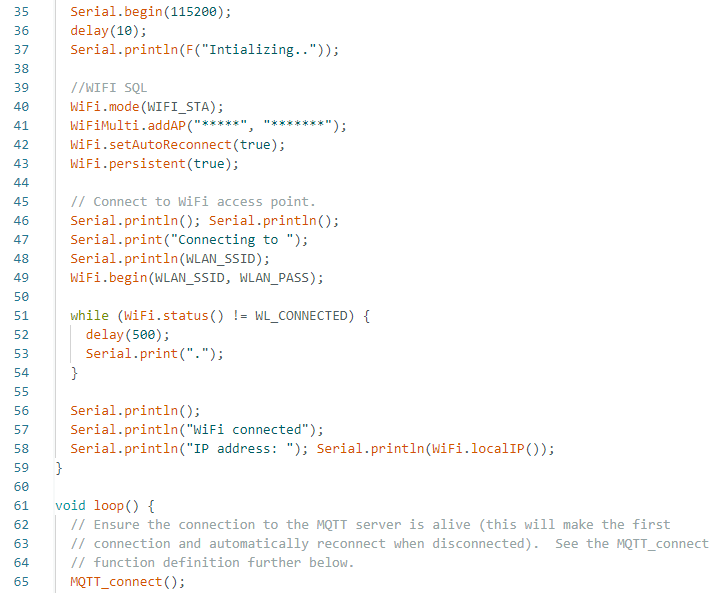 35 Serial.begin(115200);
36 delay(10);
37 Serial.println(F("Intializing.."));
38
39 //WIFI SQL
40 WiFi.mode(WIFI_STA);
41 WiFiMulti.addAP("*****", "*******");
42 WiFi.setAutoReconnect(true);
43 WiFi.persistent(true);
44
45 // Connect to WiFi access point.
46 Serial.println(); Serial.println();
47 Serial.print("Connecting to ");
48 Serial.println(WLAN_SSID);
49 WiFi.begin(WLAN_SSID, WLAN_PASS);
50
51 while (WiFi.status() != WL_CONNECTED) {
52 delay(500);
53 Serial.print(".");
54 }
55
56 Serial.println();
57 Serial.println("WiFi connected");
58 Serial.println("IP address: "); Serial.println(WiFi.localIP());
59 }
60
61 void loop() {
62 // Ensure the connection to the MQTT server is alive (this will make the first
63 // connection and automatically reconnect when disconnected).  See the MQTT_connect
64 // function definition further below.
65 MQTT_connect();